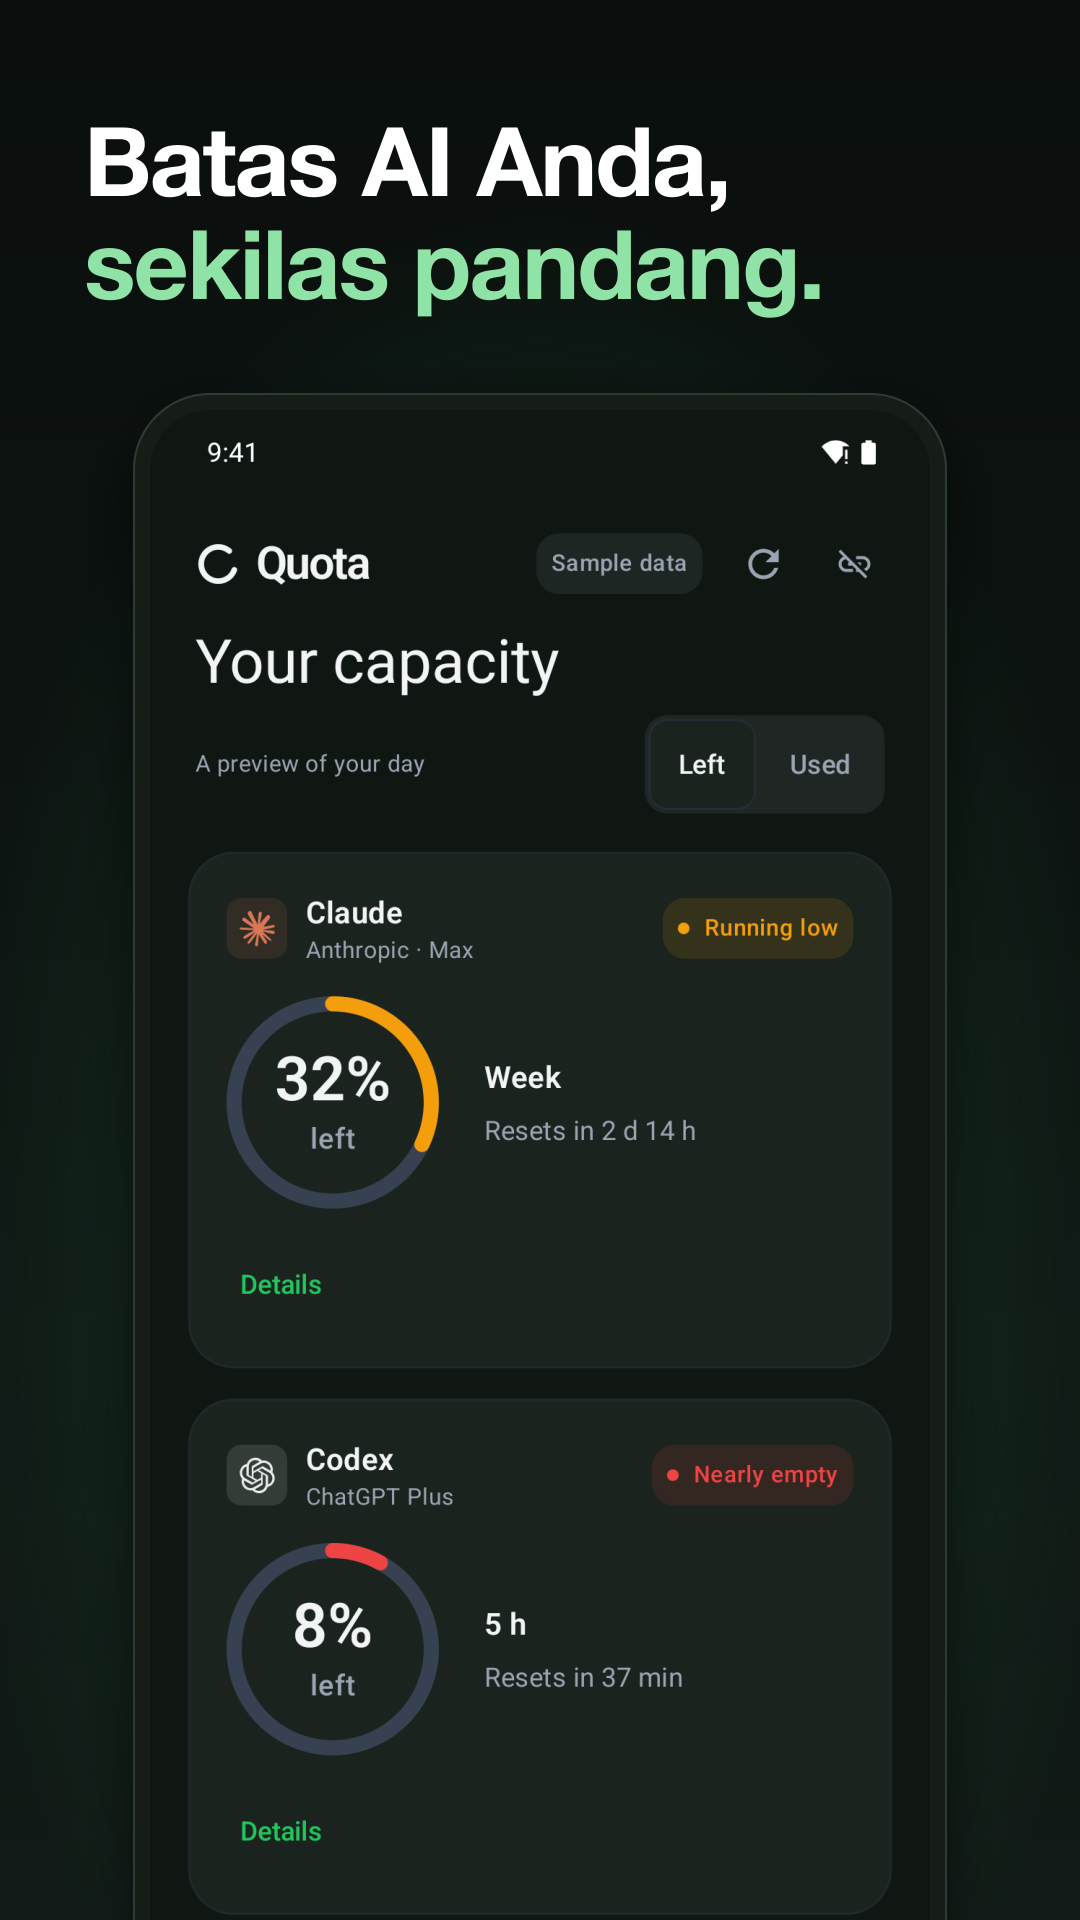 Batas AI Anda,
sekilas pandang.
9:41
Quota
Sample data
Your capacity
A preview of your day
Left
Used
Claude
Anthropic · Max
Running low
32%
left
Week
Resets in 2 d 14 h
Details
Codex
ChatGPT Plus
Nearly empty
8%
left
5 h
Resets in 37 min
Details